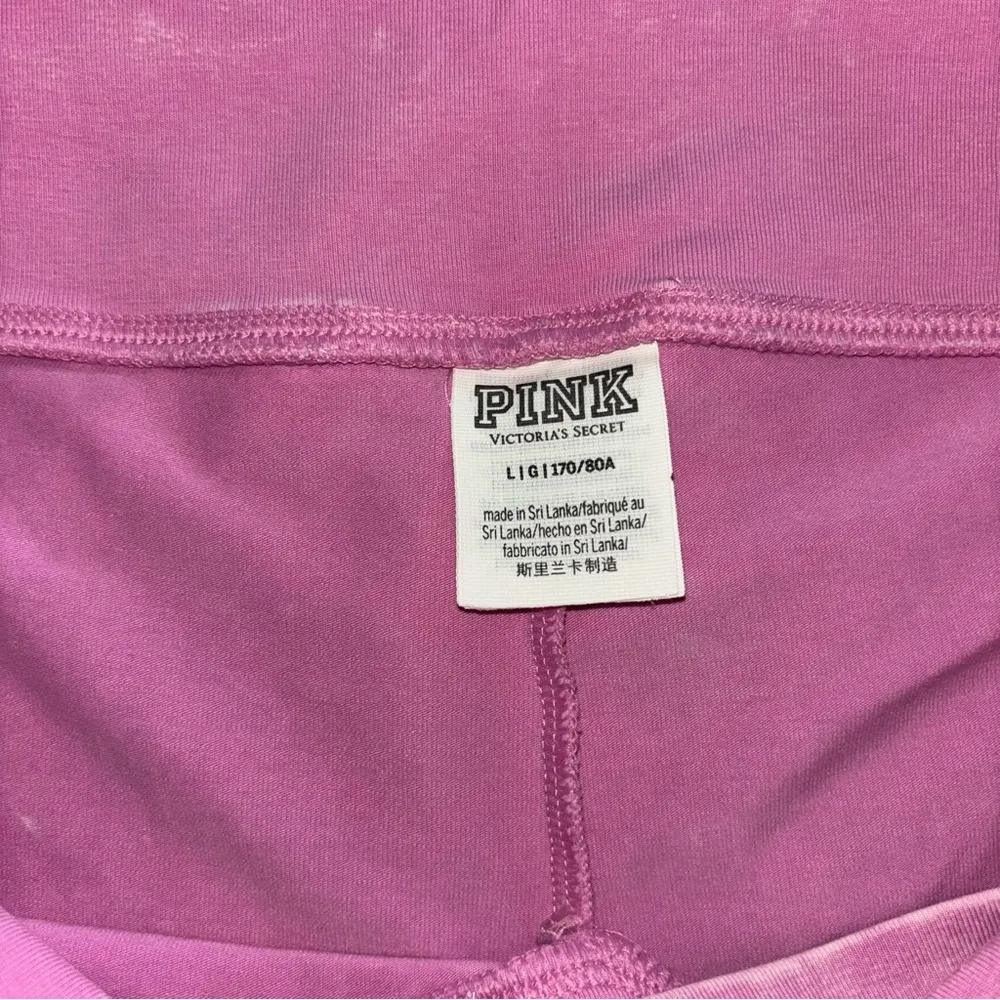 PINK
VICTORIA'S SECRET
L|G|170/80A
made in Sri Lanka/fabriqué au
Sri Lanka/hecho en Sri Lanka/
fabbricato in Sri Lanka/
斯里兰卡制造